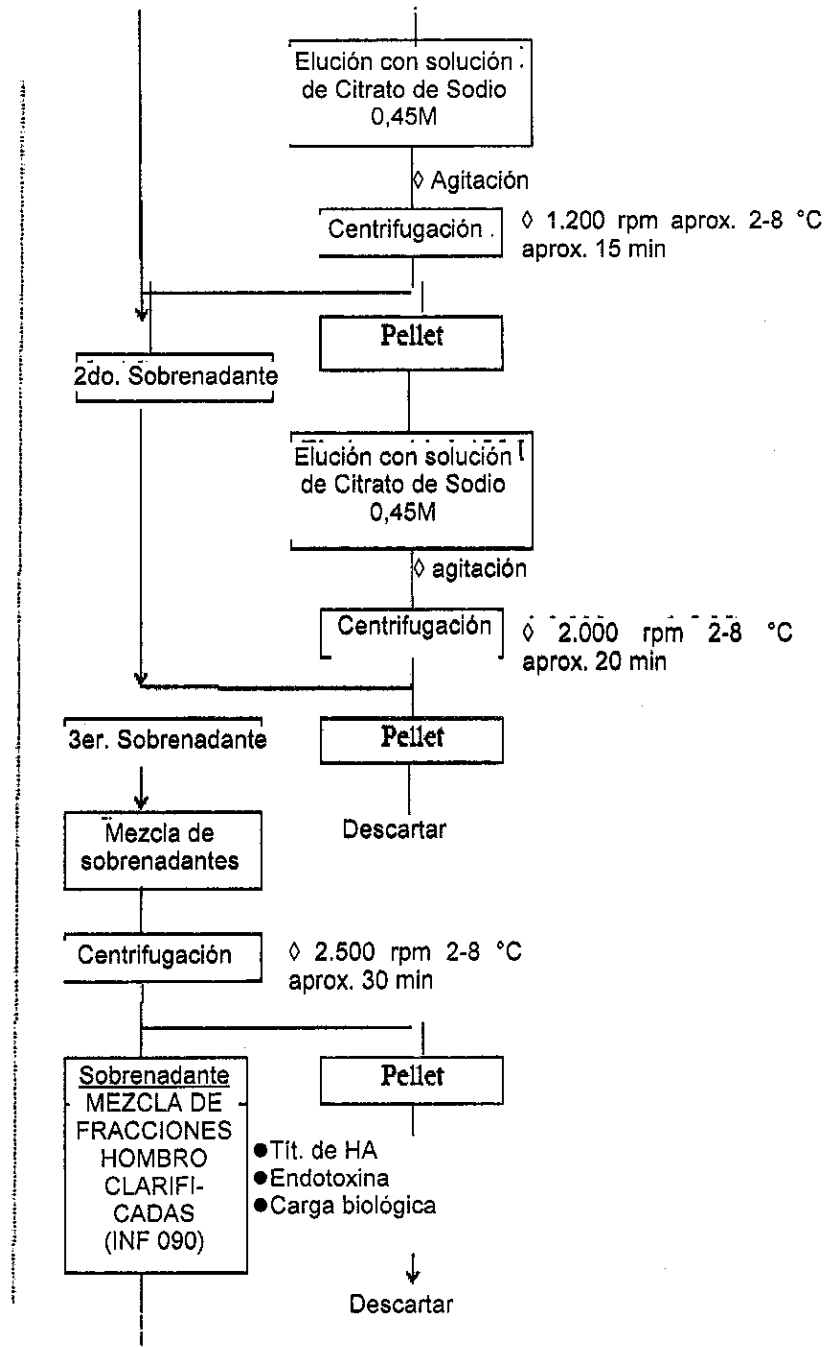 Elución con solución
de Citrato de Sodio
0,45M
◊ Agitación
Centrifugación
◊ 1.200 rpm aprox. 2-8 °C
aprox. 15 min
Pellet
2do. Sobrenadante
Elución con solución
de Citrato de Sodio
0,45M
◊ agitación
Centrifugación
◊ 2.000 rpm 2-8 °C
aprox. 20 min
3er. Sobrenadante
Pellet
Mezcla de
sobrenadantes
Descartar
Centrifugación
◊ 2.500 rpm 2-8 °C
aprox. 30 min
Sobrenadante
MEZCLA DE
FRACCIONES
HOMBRO
CLARIFI-
CADAS
(INF 090)
Pellet
●Tít. de HA
●Endotoxina
●Carga biológica
Descartar